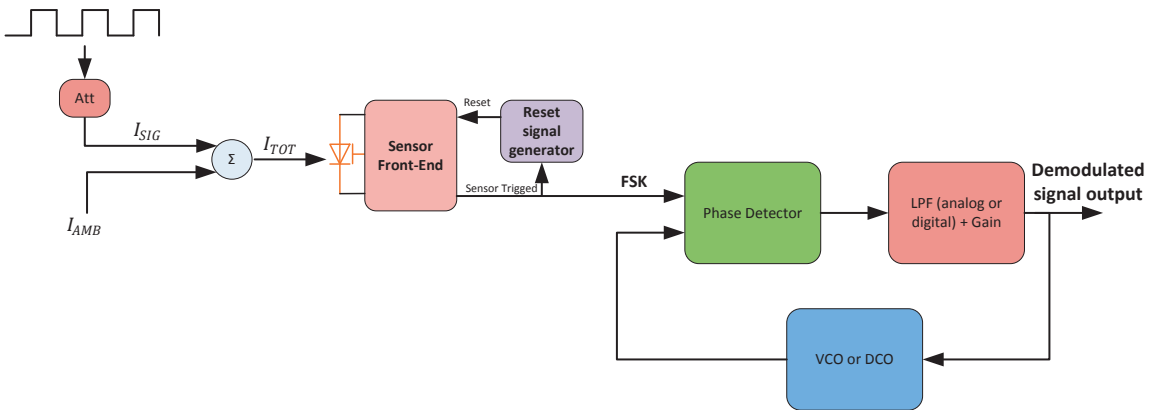 Att
I_SIG
Σ
I_TOT
I_AMB
Sensor
Front-End
Reset
Reset
signal
generator
Sensor Trigged
FSK
Phase Detector
LPF (analog or
digital) + Gain
Demodulated
signal output
VCO or DCO